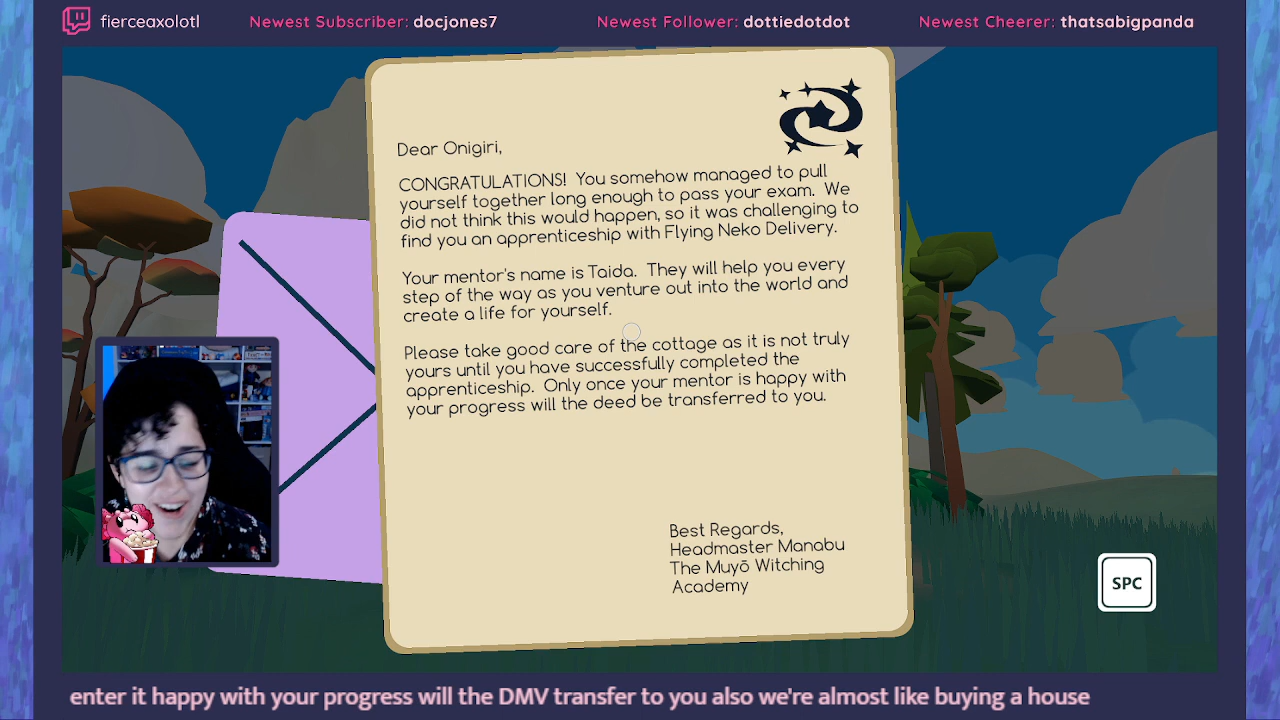 fierceaxolotl
Newest Subscriber: docjones7
Newest Follower: dottiedotdot
Newest Cheerer: thatsabigpanda
Dear Onigiri,
CONGRATULATIONS! You somehow managed to pull
yourself together long enough to pass your exam. We
did not think this would happen, so it was challenging to
find you an apprenticeship with Flying Neko Delivery.
Your mentor's name is Taida. They will help you every
step of the way as you venture out into the world and
create a life for yourself.
Please take good care of the cottage as it is not truly
yours until you have successfully completed the
apprenticeship. Only once your mentor is happy with
your progress will the deed be transferred to you.
Best Regards,
Headmaster Manabu
The Muyō Witching
Academy
SPC
enter it happy with your progress will the DMV transfer to you also we're almost like buying a house